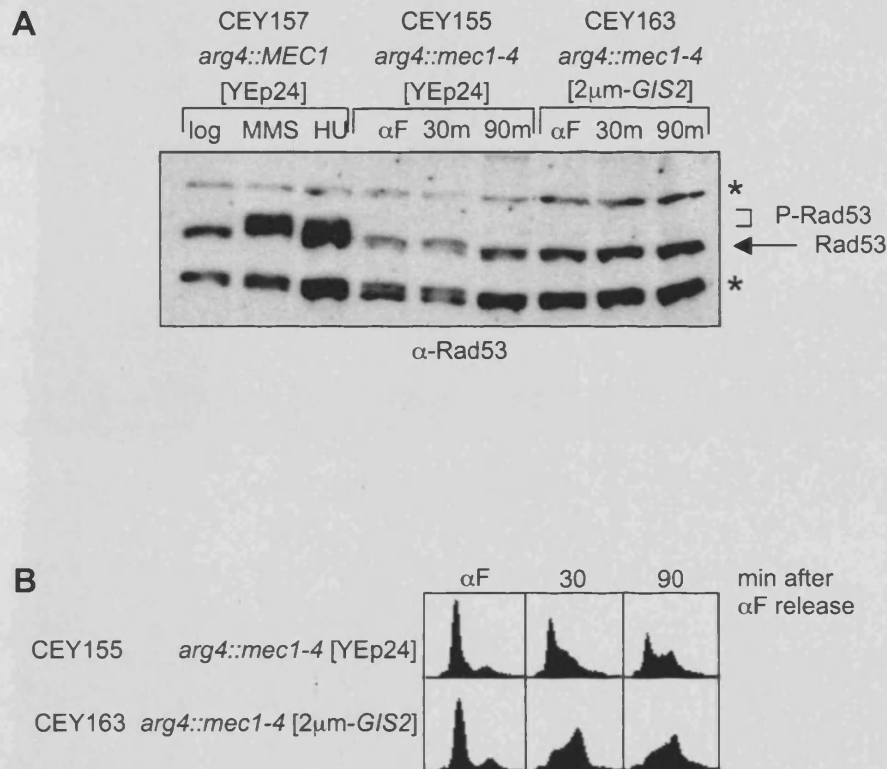 A
CEY157 CEY155 CEY163
arg4::MEC1 arg4::mec1-4 arg4::mec1-4
[YEp24] [YEp24] [2μm-GIS2]
log MMS HU αF 30m 90m αF 30m 90m
*
P-Rad53
Rad53
*
α-Rad53
B
αF 30 90 min after
αF release
CEY155 arg4::mec1-4 [YEp24]
CEY163 arg4::mec1-4 [2μm-GIS2]